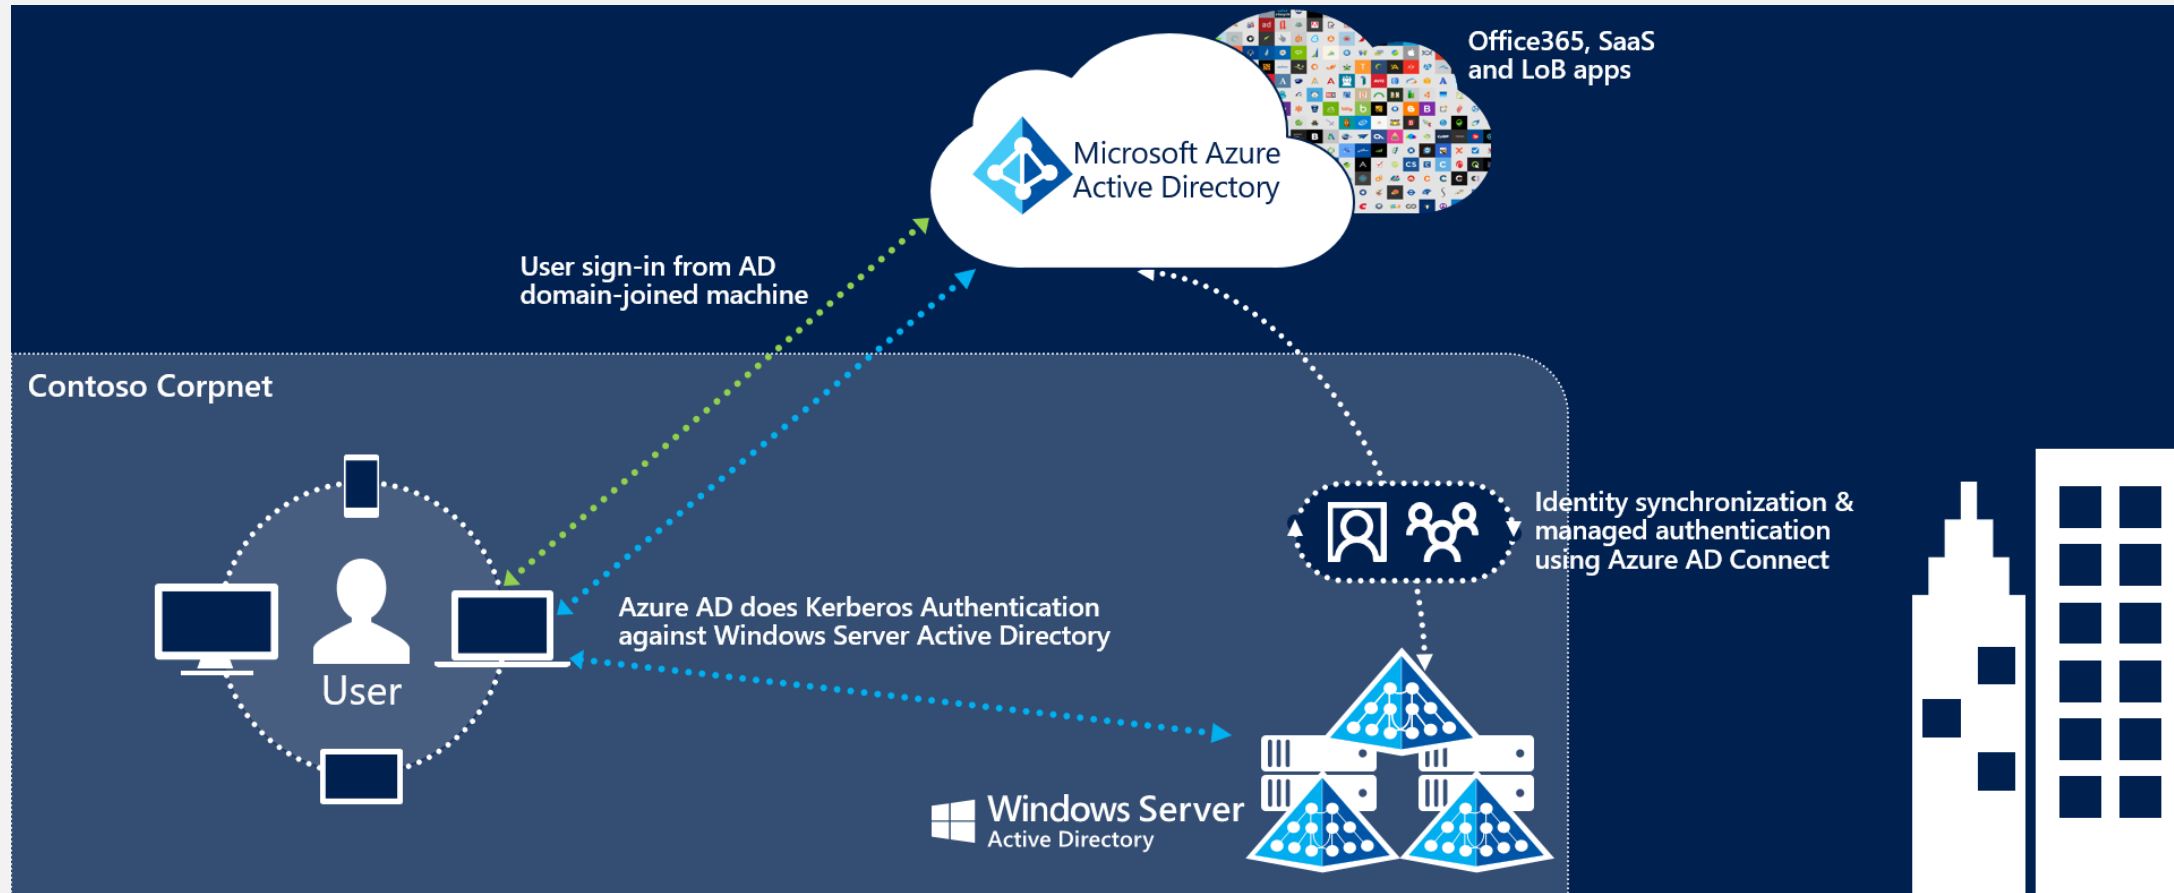 Office365, SaaS
and LoB apps
Microsoft Azure
Active Directory
User sign-in from AD
domain-joined machine
Contoso Corpnet
Identity synchronization &
managed authentication
using Azure AD Connect
Azure AD does Kerberos Authentication
against Windows Server Active Directory
User
Windows Server
Active Directory